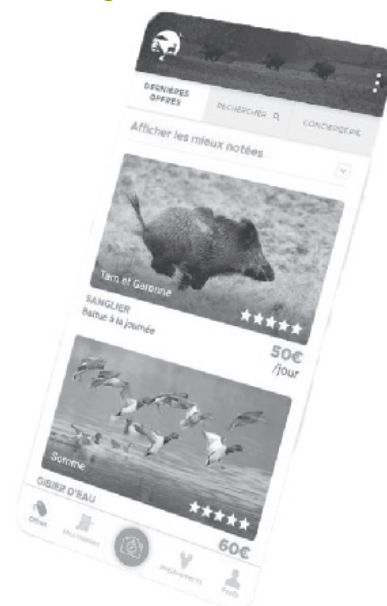 DERNIÈRES
OFFRES
RECHERCHER
CONCIERGERIE
Afficher les mieux notées
Tarn et Garonne
SANGLIER
Battue à la journée
50€
/jour
Somme
GIBIER D'EAU
60€
Offres
Profil